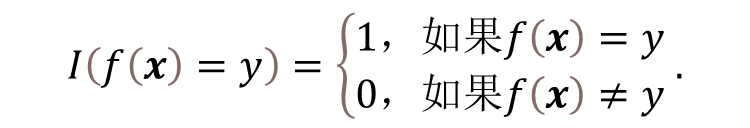 I(f(x) = y) = {1，如果f(x) = y
0，如果f(x) ≠ y.